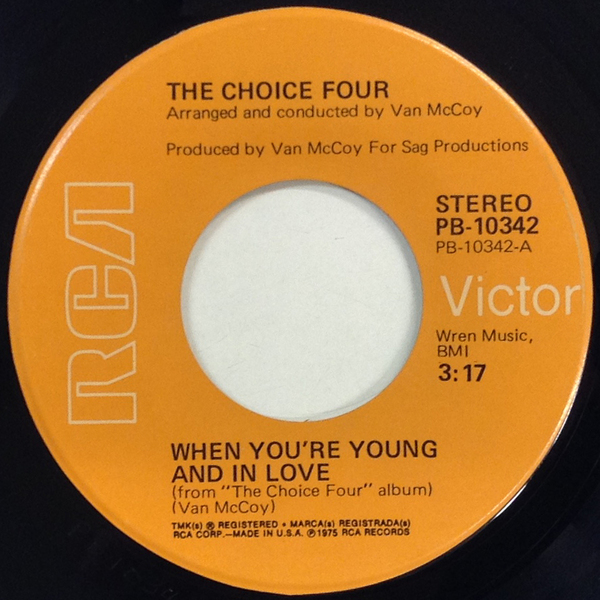 THE CHOICE FOUR
Arranged and conducted by Van McCoy
Produced by Van McCoy For Sag Productions
RCA
STEREO
PB-10342
PB-10342-A
Victor
Wren Music,
BMI
3:17
WHEN YOU'RE YOUNG
AND IN LOVE
(from "The Choice Four" album)
(Van McCoy)
TMK(s) ® REGISTERED • MARCA(s) REGISTRADA(s)
RCA CORP.—MADE IN U.S.A. ℗1975 RCA RECORDS